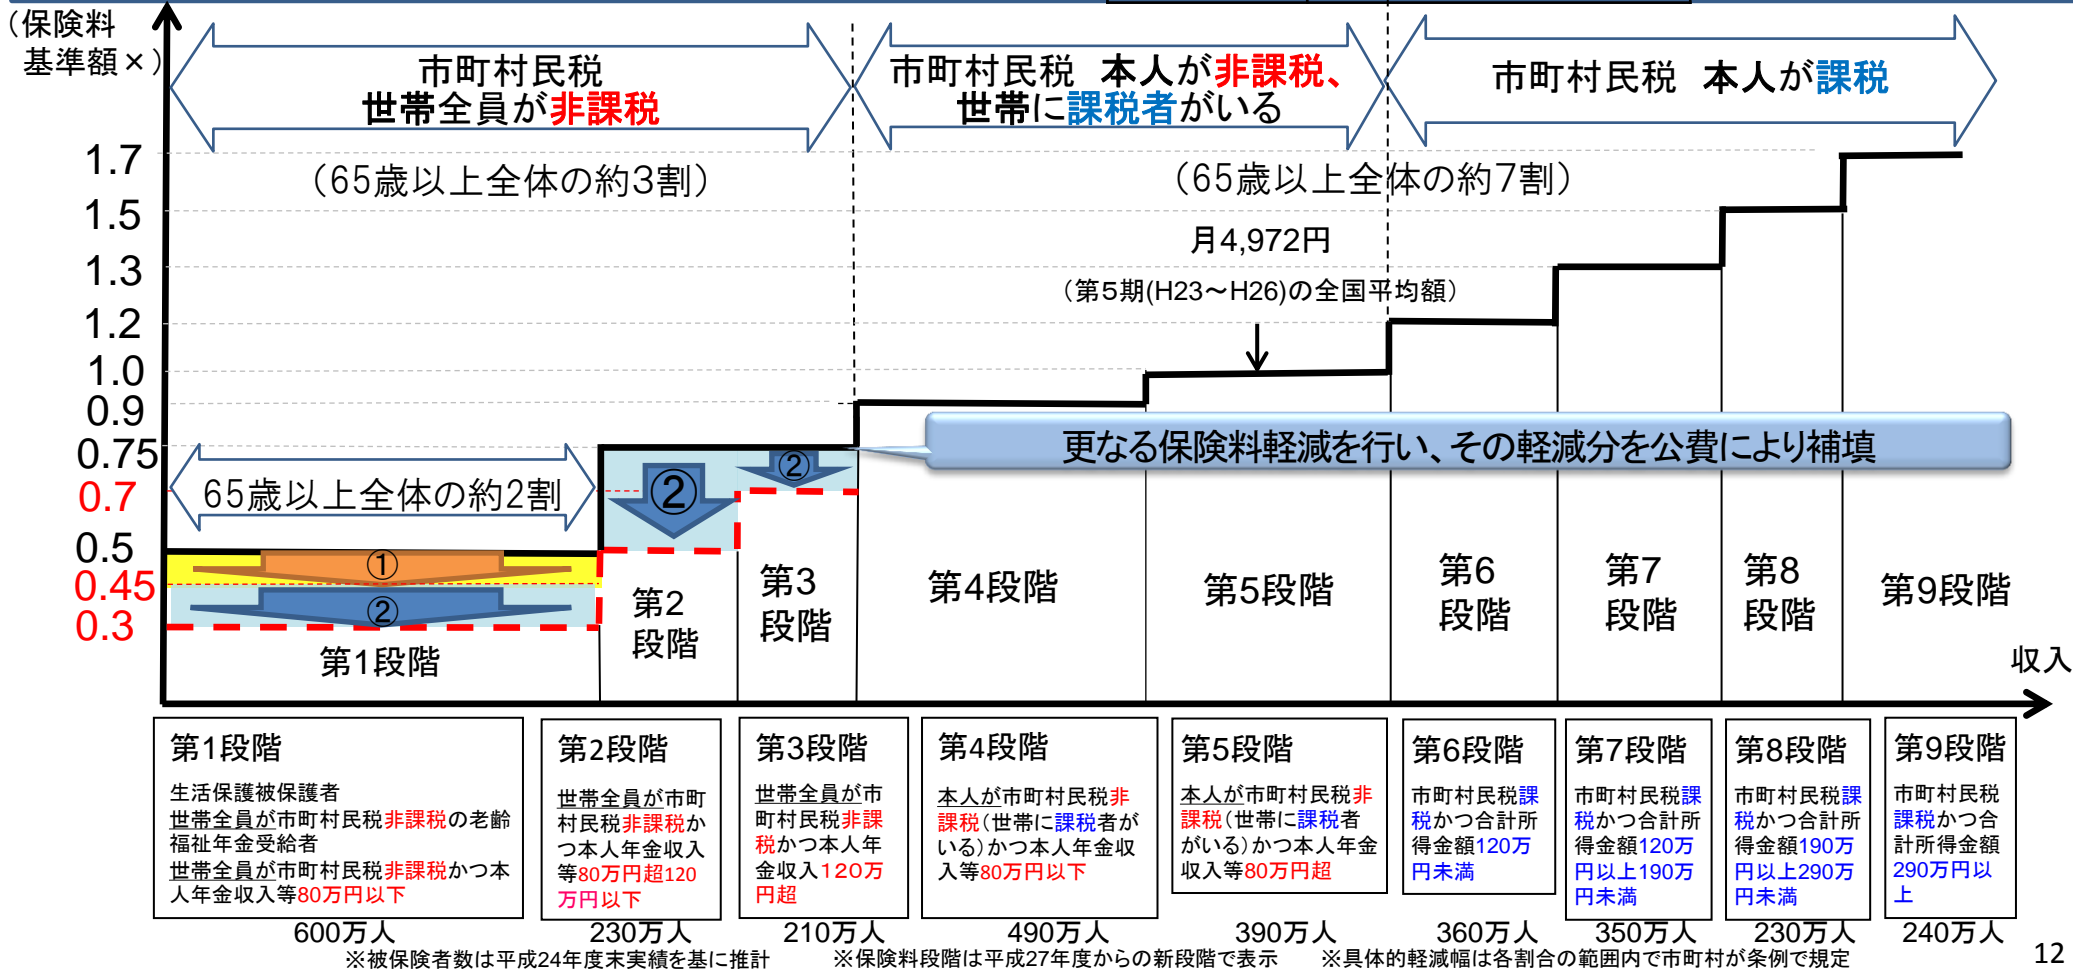 （保険料
基準額×）
市町村民税
世帯全員が非課税
市町村民税　本人が非課税、
世帯に課税者がいる
市町村民税　本人が課税
（65歳以上全体の約3割）
（65歳以上全体の約7割）
1.7
1.5
1.3
1.2
1.0
0.9
0.75
0.7
0.5
0.45
0.3
月4,972円
（第５期(H23～H26)の全国平均額）
更なる保険料軽減を行い、その軽減分を公費により補填
65歳以上全体の約2割
①
②
②
②
第1段階
第2
段階
第3
段階
第4段階
第5段階
第6
段階
第7
段階
第8
段階
第9段階
収入
第1段階
生活保護被保護者
世帯全員が市町村民税非課税の老齢
福祉年金受給者
世帯全員が市町村民税非課税かつ本
人年金収入等80万円以下
第2段階
世帯全員が市町
村民税非課税か
つ本人年金収入
等80万円超120
万円以下
第3段階
世帯全員が市
町村民税非課
税かつ本人年
金収入１２０万
円超
第4段階
本人が市町村民税非
課税（世帯に課税者が
いる）かつ本人年金収
入等80万円以下
第5段階
本人が市町村民税非
課税（世帯に課税者
がいる）かつ本人年金
収入等80万円超
第6段階
市町村民税課
税かつ合計所
得金額120万
円未満
第7段階
市町村民税課
税かつ合計所
得金額120万
円以上190万
円未満
第8段階
市町村民税課
税かつ合計所
得金額190万
円以上290万
円未満
第9段階
市町村民税
課税かつ合
計所得金額
290万円以
上
600万人
230万人
210万人
490万人
390万人
360万人
350万人
230万人
240万人
※被保険者数は平成24年度末実績を基に推計
※保険料段階は平成27年度からの新段階で表示
※具体的軽減幅は各割合の範囲内で市町村が条例で規定
12